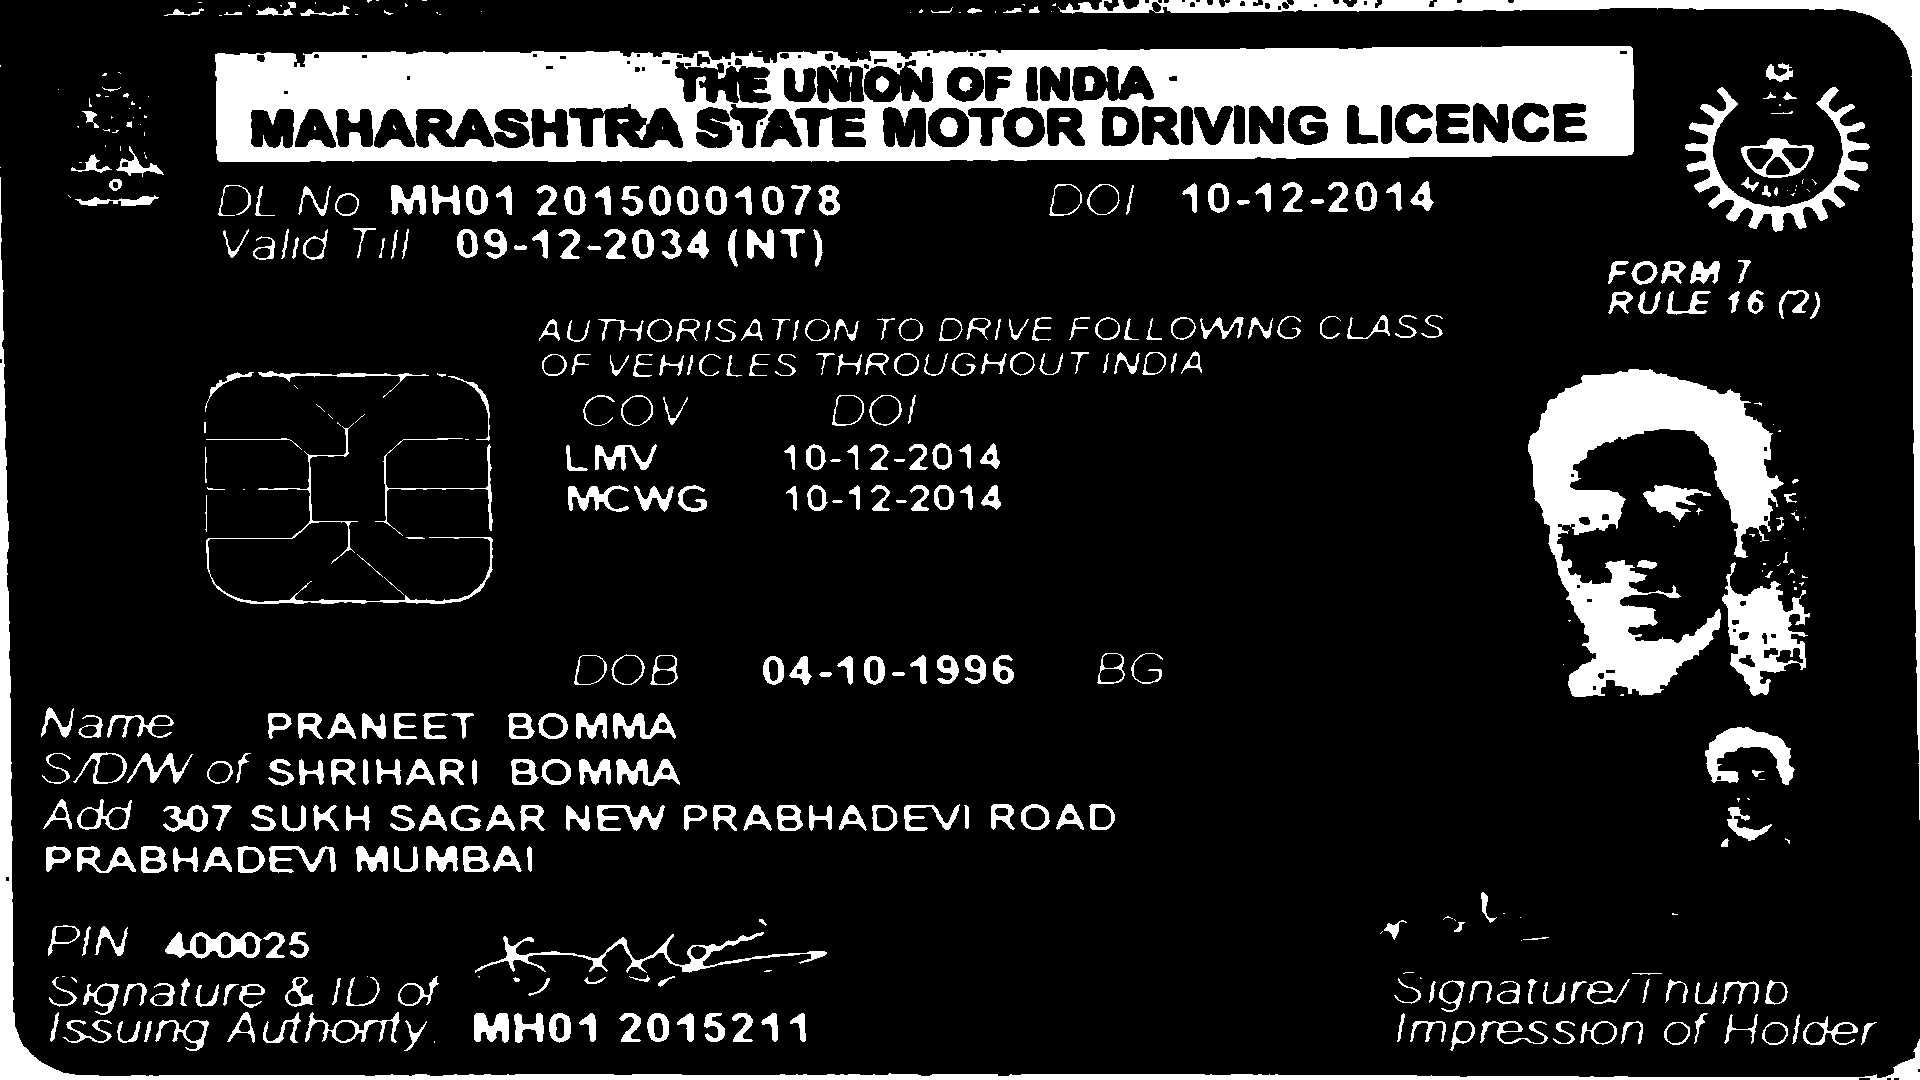 THE UNION OF INDIA
MAHARASHTRA STATE MOTOR DRIVING LICENCE
DL No MH01 20150001078 DOI 10-12-2014
Valid Till 09-12-2034 (NT)
FORM 7
RULE 16 (2)
AUTHORISATION TO DRIVE FOLLOWING CLASS
OF VEHICLES THROUGHOUT INDIA
COV DOI
LMV 10-12-2014
MCWG 10-12-2014
DOB 04-10-1996 BG
Name PRANEET BOMMA
S/D/W of SHRIHARI BOMMA
Add 307 SUKH SAGAR NEW PRABHADEVI ROAD
PRABHADEVI MUMBAI
PIN 400025
Signature & ID of
Issuing Authority. MH01 2015211
Signature/Thumb
Impression of Holder